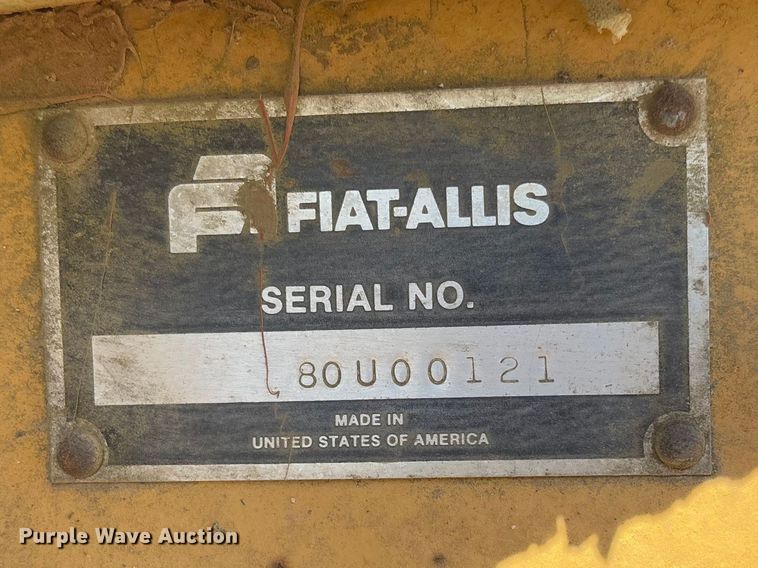 FIAT-ALLIS
SERIAL NO.
80U00121
MADE IN
UNITED STATES OF AMERICA
Purple Wave Auction